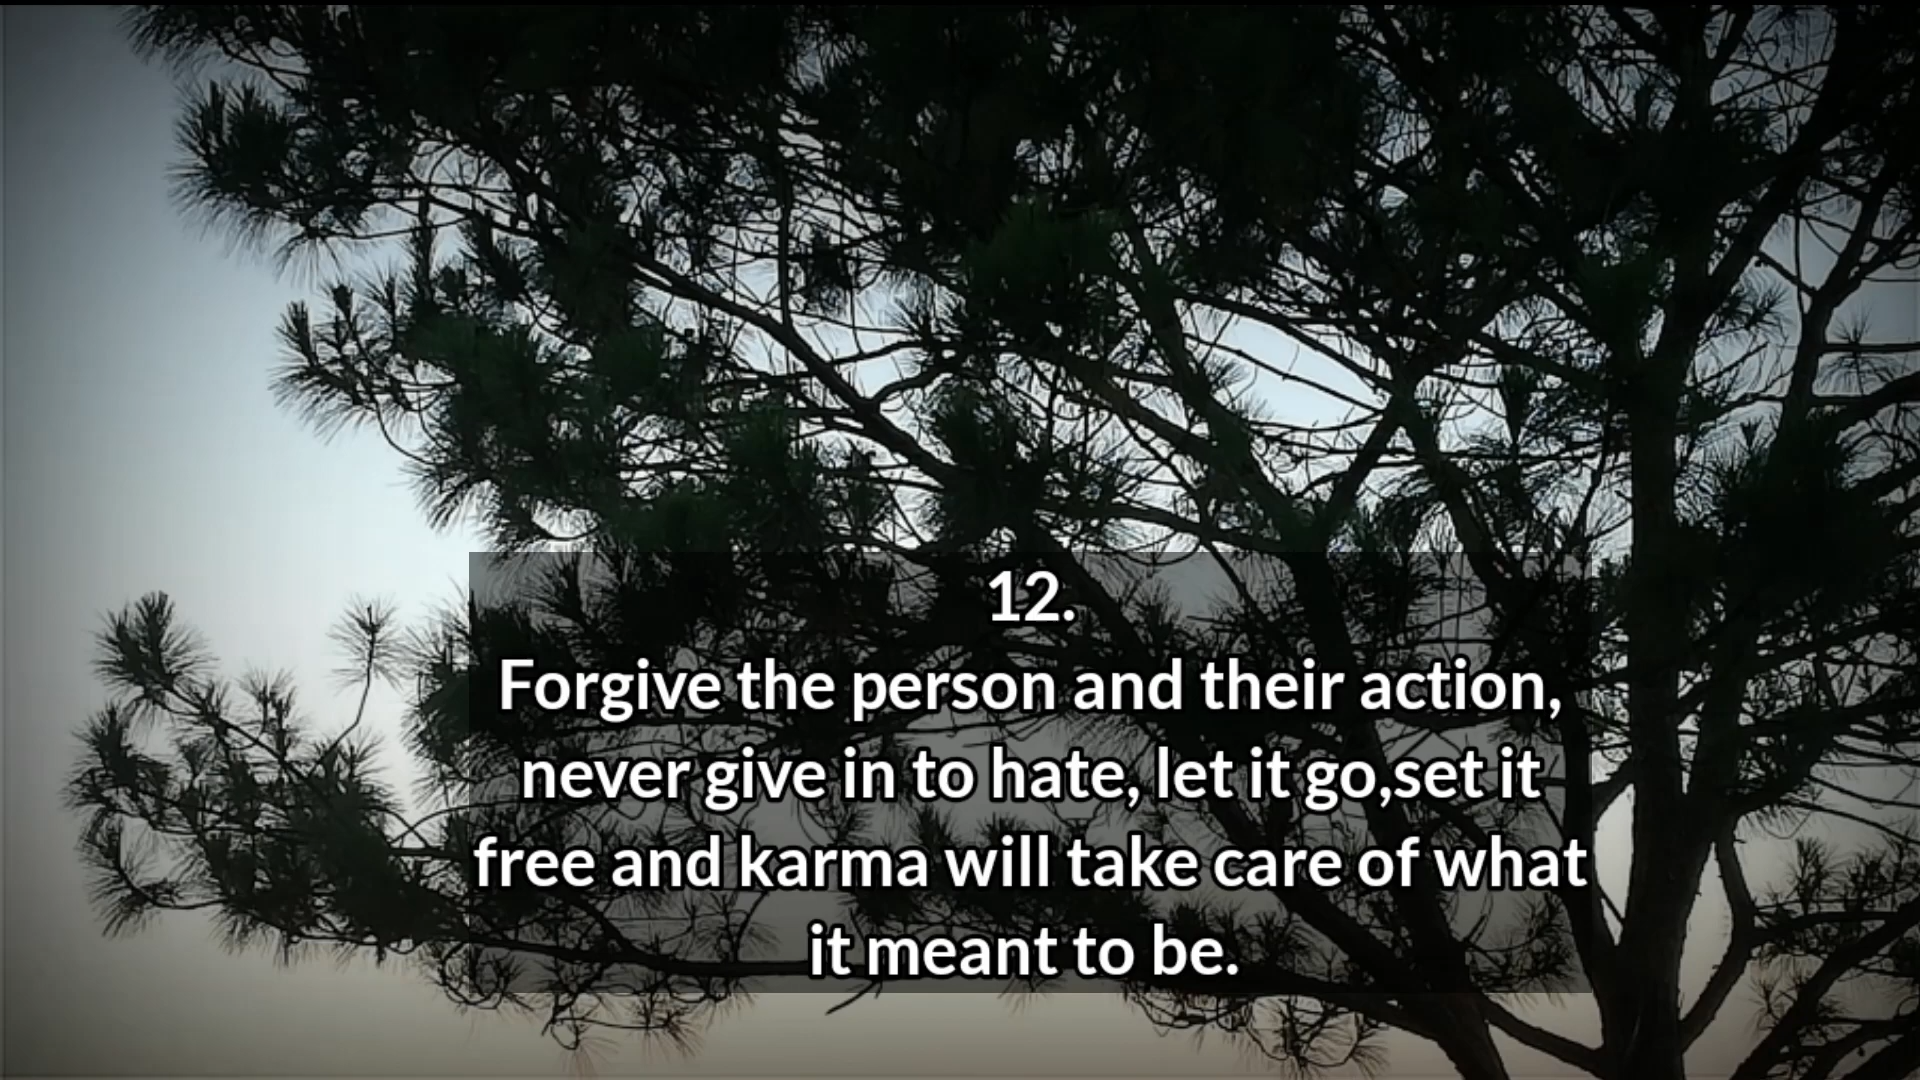 12.
Forgive the person and their action,
never give in to hate, let it go,set it
free and karma will take care of what
it meant to be.